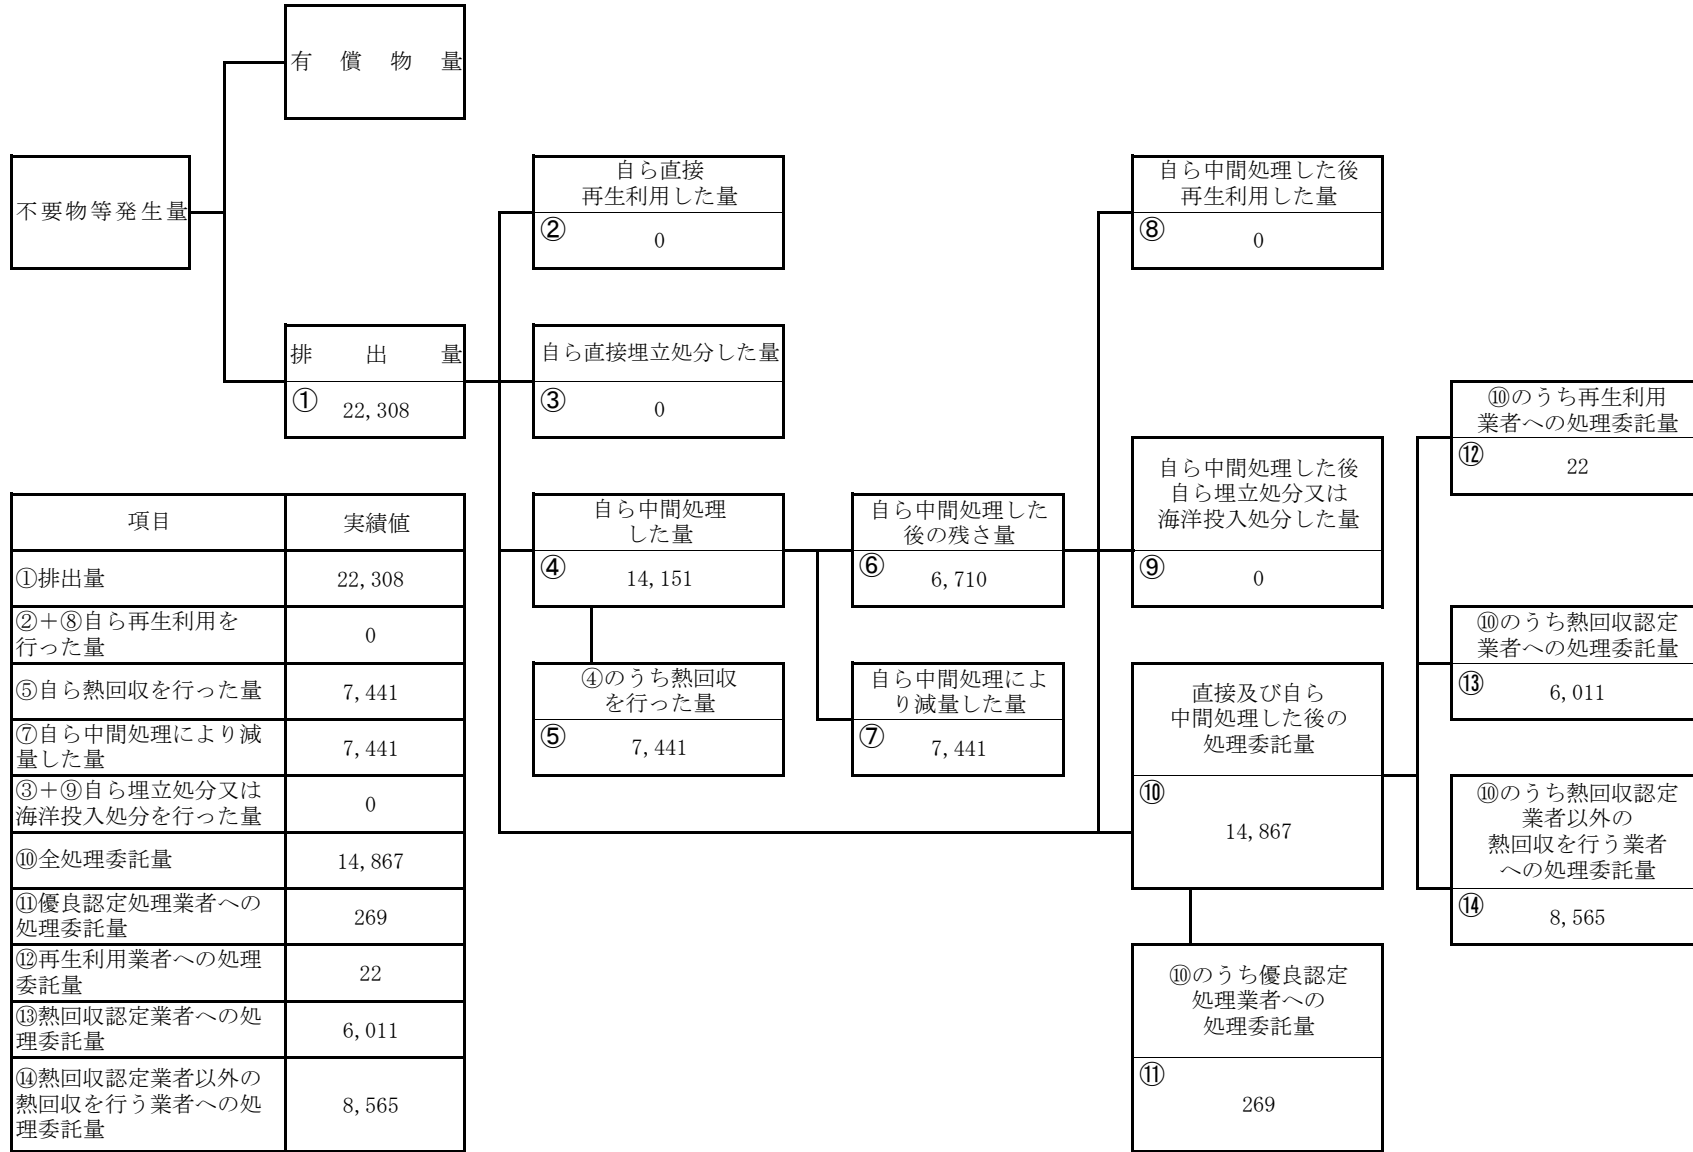 有償物量
不要物等発生量
自ら直接
再生利用した量
② 0
自ら中間処理した後
再生利用した量
⑧ 0
排出量
① 22,308
自ら直接埋立処分した量
③ 0
⑩のうち再生利用
業者への処理委託量
⑫ 22
自ら中間処理
した量
④ 14,151
自ら中間処理した
後の残さ量
⑥ 6,710
自ら中間処理した後
自ら埋立処分又は
海洋投入処分した量
⑨ 0
⑩のうち熱回収認定
業者への処理委託量
⑬ 6,011
④のうち熱回収
を行った量
⑤ 7,441
自ら中間処理によ
り減量した量
⑦ 7,441
直接及び自ら
中間処理した後の
処理委託量
⑩
14,867
⑩のうち熱回収認定
業者以外の
熱回収を行う業者
への処理委託量
⑭ 8,565
⑩のうち優良認定
処理業者への
処理委託量
⑪
269
項目 実績値
①排出量 22,308
②+⑧自ら再生利用を
行った量 0
⑤自ら熱回収を行った量 7,441
⑦自ら中間処理により減
量した量 7,441
③+⑨自ら埋立処分又は
海洋投入処分を行った量 0
⑩全処理委託量 14,867
⑪優良認定処理業者への
処理委託量 269
⑫再生利用業者への処理
委託量 22
⑬熱回収認定業者への処
理委託量 6,011
⑭熱回収認定業者以外の
熱回収を行う業者への処
理委託量 8,565